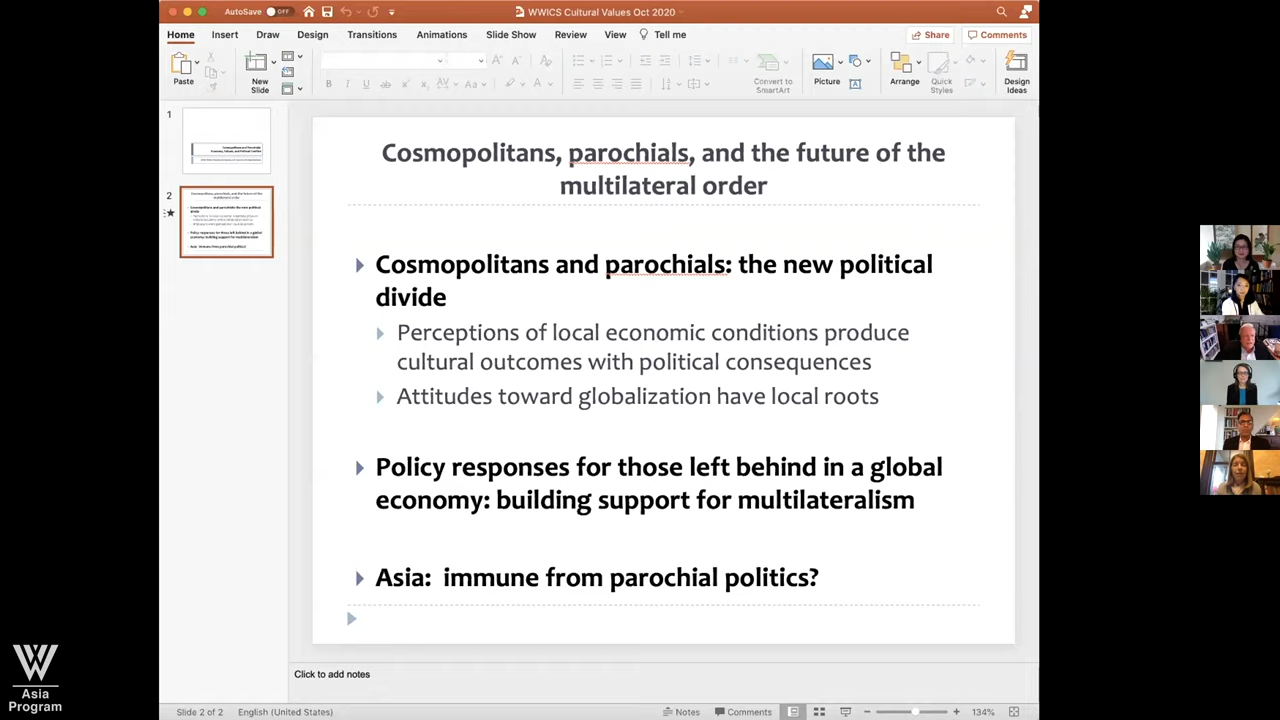 AutoSave OFF
WWICS Cultural Values Oct 2020
Home Insert Draw Design Transitions Animations Slide Show Review View Tell me Share Comments
Paste
New
Slide
Convert to
SmartArt
Picture
Arrange
Quick
Styles
Design
Ideas
1
2
Cosmopolitans, parochials, and the future of the
multilateral order
Cosmopolitans and parochials: the new political
divide
Perceptions of local economic conditions produce
cultural outcomes with political consequences
Attitudes toward globalization have local roots
Policy responses for those left behind in a global
economy: building support for multilateralism
Asia: immune from parochial politics?
Click to add notes
Slide 2 of 2 English (United States) Notes Comments 134%
W
Asia
Program